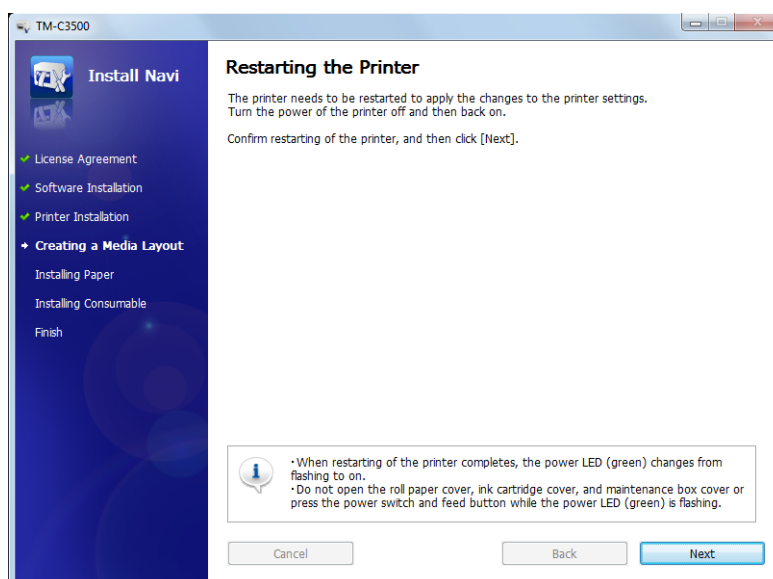 TM-C3500
Install Navi
License Agreement
Software Installation
Printer Installation
Creating a Media Layout
Installing Paper
Installing Consumable
Finish
Restarting the Printer
The printer needs to be restarted to apply the changes to the printer settings.
Turn the power of the printer off and then back on.
Confirm restarting of the printer, and then click [Next].
・When restarting of the printer completes, the power LED (green) changes from
flashing to on.
・Do not open the roll paper cover, ink cartridge cover, and maintenance box cover or
press the power switch and feed button while the power LED (green) is flashing.
Cancel
Back
Next